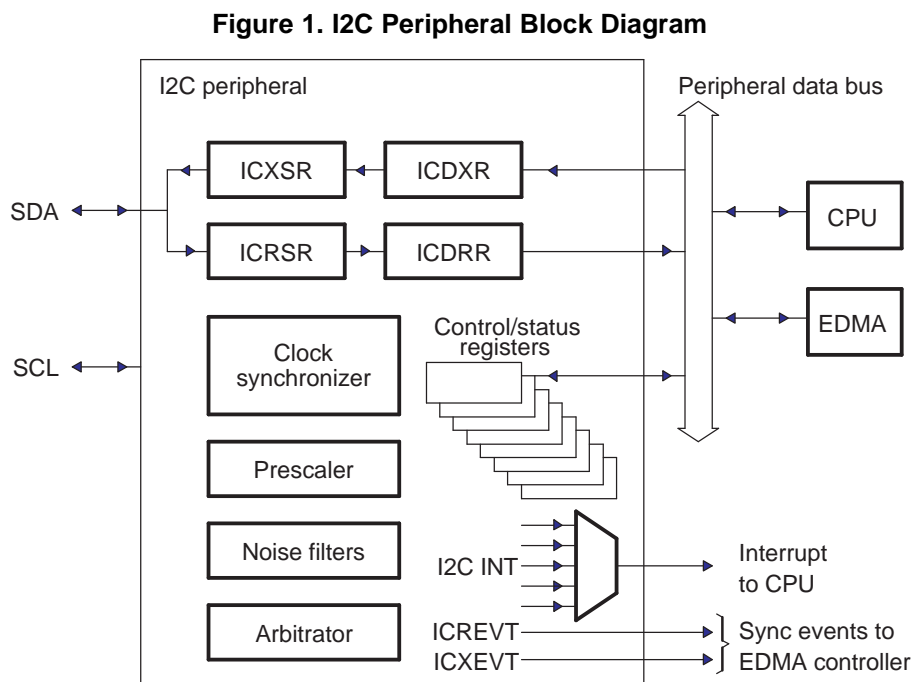 Figure 1. I2C Peripheral Block Diagram
I2C peripheral
Peripheral data bus
ICXSR
ICDXR
SDA
CPU
ICRSR
ICDRR
EDMA
Control/status
registers
Clock
synchronizer
SCL
Prescaler
Noise filters
I2C INT
Interrupt
to CPU
Arbitrator
ICREVT
ICXEVT
Sync events to
EDMA controller